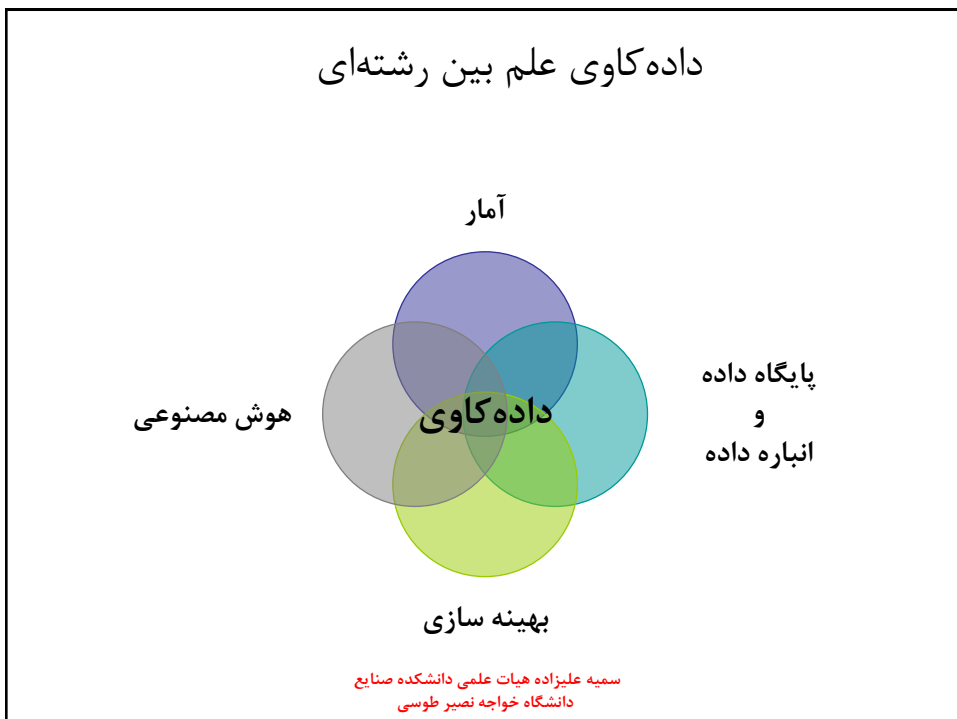 داده‌کاوی علم بین رشته‌ای
آمار
پایگاه داده
و
انباره داده
هوش مصنوعی
داده‌کاوی
بهینه سازی
سمیه علیزاده هیات علمی دانشکده صنایع
دانشگاه خواجه نصیر طوسی